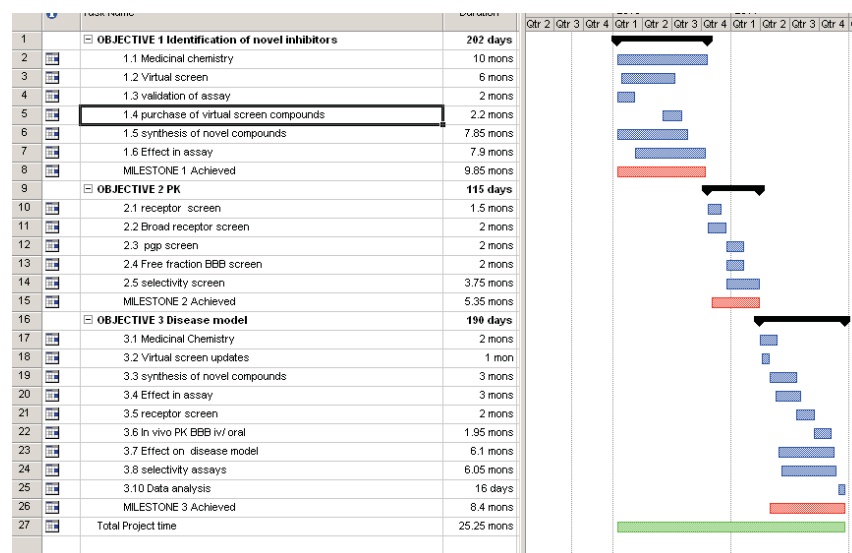 Task Name Duration
Qtr 2 Qtr 3 Qtr 4 Qtr 1 Qtr 2 Qtr 3 Qtr 4 Qtr 1 Qtr 2 Qtr 3 Qtr 4
1 OBJECTIVE 1 Identification of novel inhibitors 202 days
2 1.1 Medicinal chemistry 10 mons
3 1.2 Virtual screen 6 mons
4 1.3 validation of assay 2 mons
5 1.4 purchase of virtual screen compounds 2.2 mons
6 1.5 synthesis of novel compounds 7.85 mons
7 1.6 Effect in assay 7.9 mons
8 MILESTONE 1 Achieved 9.85 mons
9 OBJECTIVE 2 PK 115 days
10 2.1 receptor screen 1.5 mons
11 2.2 Broad receptor screen 2 mons
12 2.3 pgp screen 2 mons
13 2.4 Free fraction BBB screen 2 mons
14 2.5 selectivity screen 3.75 mons
15 MILESTONE 2 Achieved 5.35 mons
16 OBJECTIVE 3 Disease model 190 days
17 3.1 Medicinal Chemistry 2 mons
18 3.2 Virtual screen updates 1 mon
19 3.3 synthesis of novel compounds 3 mons
20 3.4 Effect in assay 3 mons
21 3.5 receptor screen 2 mons
22 3.6 In vivo PK BBB iv/ oral 1.95 mons
23 3.7 Effect on disease model 6.1 mons
24 3.8 selectivity assays 6.05 mons
25 3.10 Data analysis 16 days
26 MILESTONE 3 Achieved 8.4 mons
27 Total Project time 25.25 mons